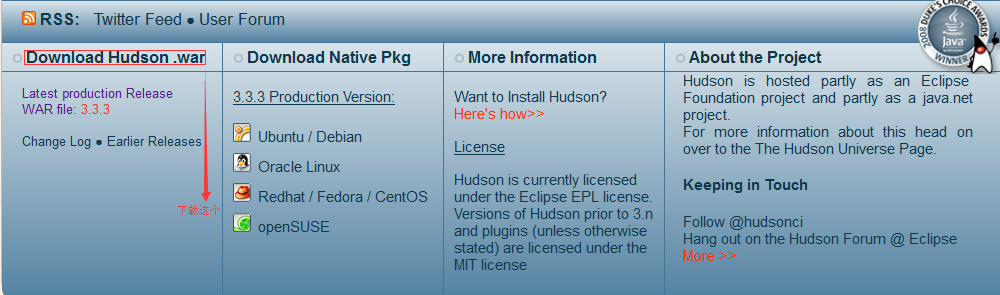 RSS: Twitter Feed ● User Forum
2008 DUKE'S CHOICE AWARDS
Java
WINNER
Download Hudson .war
Latest production Release
WAR file: 3.3.3
Change Log ● Earlier Releases
下载这个
Download Native Pkg
3.3.3 Production Version:
Ubuntu / Debian
Oracle Linux
Redhat / Fedora / CentOS
openSUSE
More Information
Want to Install Hudson?
Here's how>>
License
Hudson is currently licensed
under the Eclipse EPL license.
Versions of Hudson prior to 3.n
and plugins (unless otherwise
stated) are licensed under the
MIT license
About the Project
Hudson is hosted partly as an Eclipse
Foundation project and partly as a java.net
project.
For more information about this head on
over to the The Hudson Universe Page.
Keeping in Touch
Follow @hudsonci
Hang out on the Hudson Forum @ Eclipse
More >>